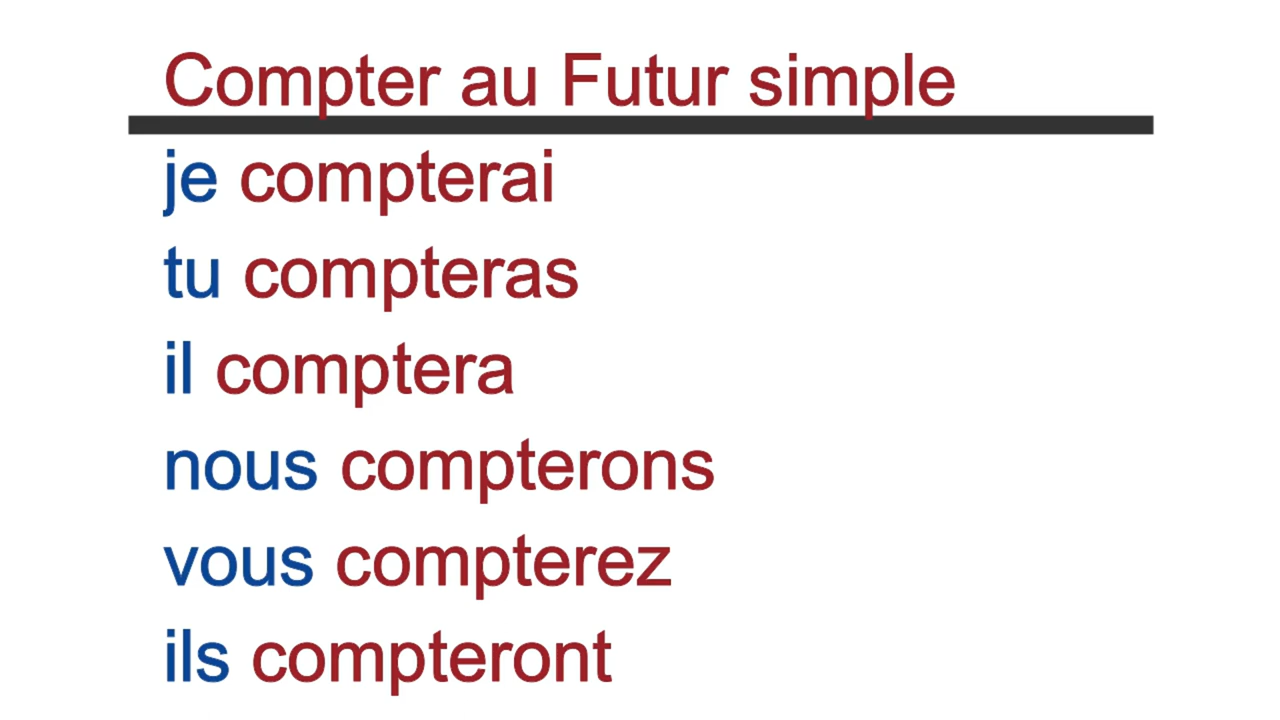 Compter au Futur simple
je compterai
tu compteras
il comptera
nous compterons
vous compterez
ils compteront